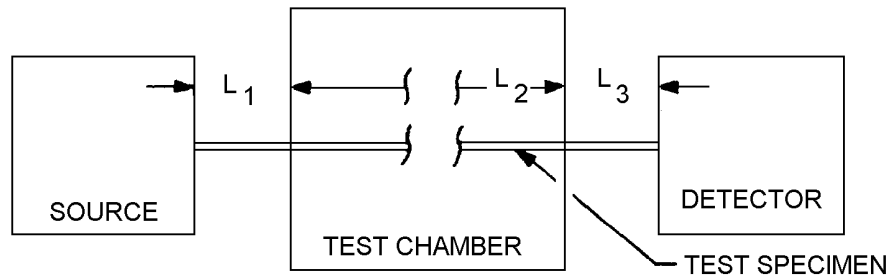 L1
L2
L3
SOURCE
TEST CHAMBER
DETECTOR
TEST SPECIMEN